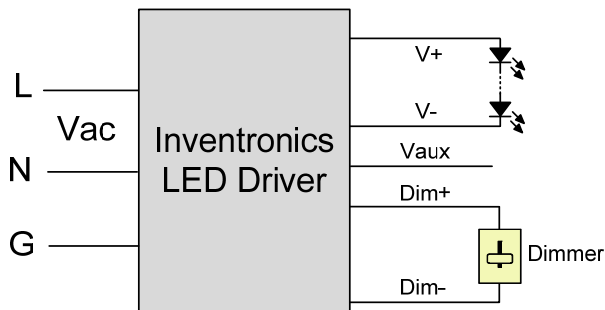 L
Vac
N
G
Inventronics
LED Driver
V+
V-
Vaux
Dim+
Dim-
Dimmer